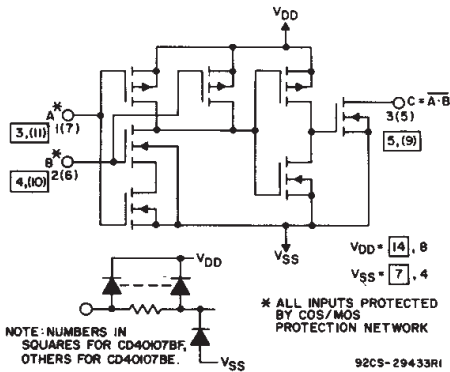 VDD
A*
1(7)
3,(11)
B*
2(6)
4,(10)
C = A·B
3(5)
5,(9)
VSS
VDD= 14, 8
VSS= 7, 4
VDD
* ALL INPUTS PROTECTED
BY COS/MOS
PROTECTION NETWORK
NOTE: NUMBERS IN
SQUARES FOR CD40107BF,
OTHERS FOR CD40107BE.
VSS
92CS-29433R1